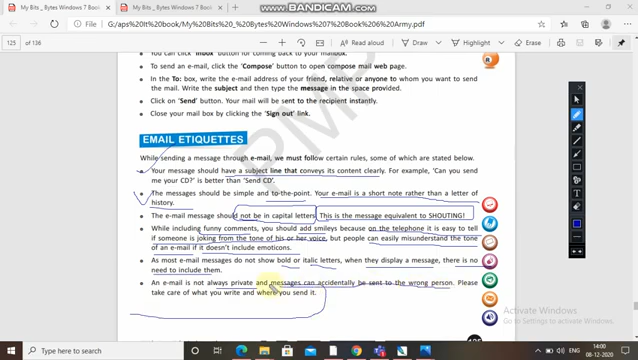 WWW.BANDICAM.COM
My Bits _ Bytes Windows 7 Boo
My Bits _ Bytes Windows 7 Boo
File
G:/aps%20It%20book/My%20Bits%20_%20Bytes%20Windows%207%20Book%206%20Army.pdf
125 of 136
Read aloud
Draw
Highlight
Erase
• You can click 'Inbox' button for coming back to your mailbox.
• To send an e-mail, click the 'Compose' button to open compose mail web page.
• In the To: box, write the e-mail address of your friend, relative or anyone to whom you want to send
the mail. Write the subject and then type the message in the space provided.
• Click on 'Send' button. Your mail will be sent to the recipient instantly.
• Close your mail box by clicking the 'Sign out' link.
EMAIL ETIQUETTES
While sending a message through e-mail, we must follow certain rules, some of which are stated below.
• Your message should have a subject line that conveys its content clearly. For example, 'Can you send
me your CD?' is better than 'Send CD'.
• The messages should be simple and to-the-point. Your e-mail is a short note rather than a letter of
history.
• The e-mail message should not be in capital letters. This is the message equivalent to SHOUTING!
• While including funny comments, you should add smileys because on the telephone it is easy to tell
if someone is joking from the tone of his or her voice, but people can easily misunderstand the tone
of an e-mail if it doesn't include emoticons.
• As most e-mail messages do not show bold or italic letters, when they display a message, there is no
need to include them.
• An e-mail is not always private and messages can accidentally be sent to the wrong person. Please
take care of what you write and where you send it.
Activate Windows
Go to Settings to activate Windows.
Type here to search
ENG
14:00
08-12-2020